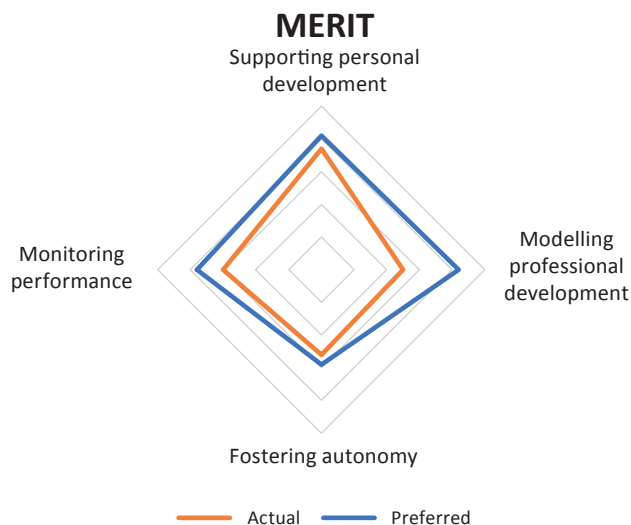 MERIT
Supporting personal
development
Monitoring
performance
Modelling
professional
development
Fostering autonomy
Actual
Preferred